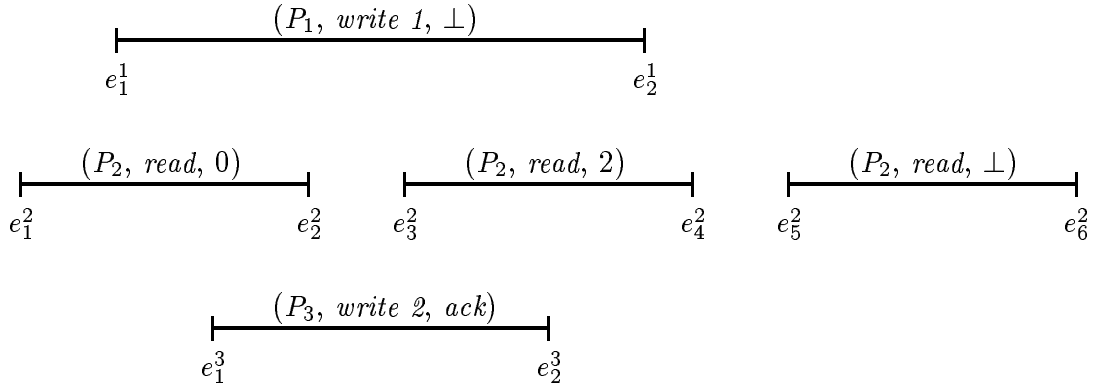 (P₁, write 1, ⊥)
e₁¹ e₂¹
(P₂, read, 0) (P₂, read, 2) (P₂, read, ⊥)
e₁² e₂² e₃² e₄² e₅² e₆²
(P₃, write 2, ack)
e₁³ e₂³